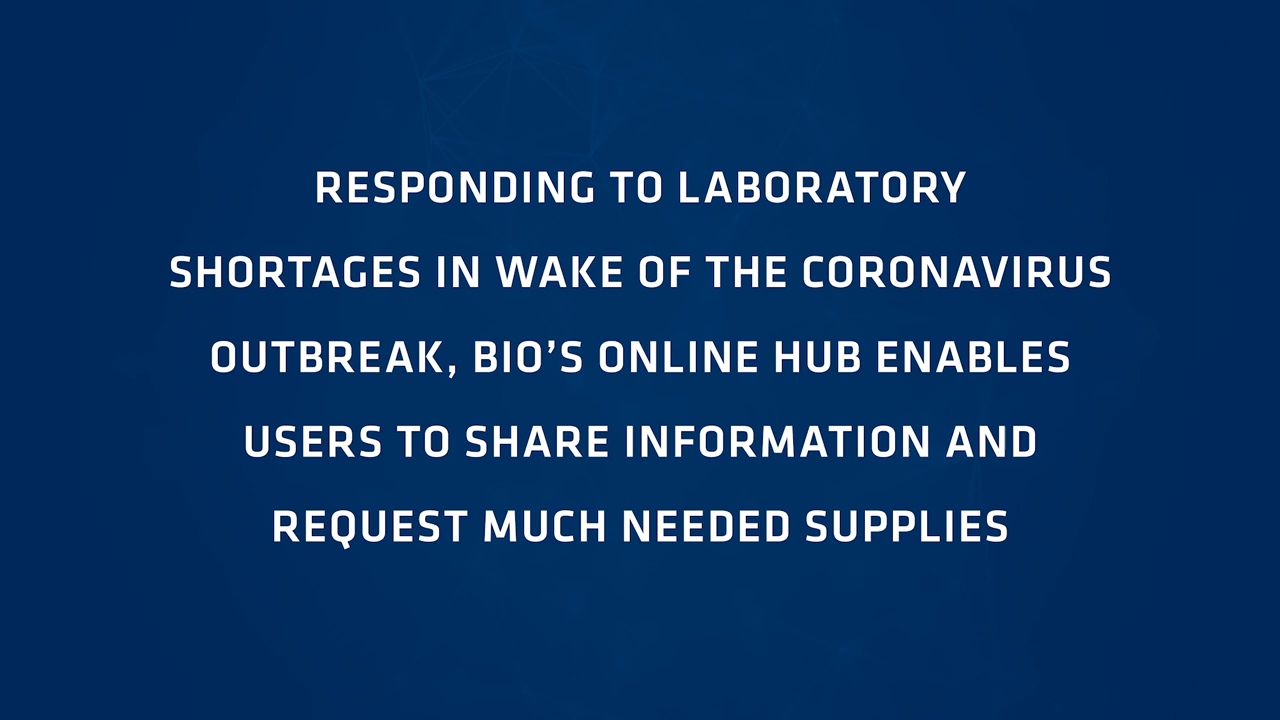 RESPONDING TO LABORATORY
SHORTAGES IN WAKE OF THE CORONAVIRUS
OUTBREAK, BIO’S ONLINE HUB ENABLES
USERS TO SHARE INFORMATION AND
REQUEST MUCH NEEDED SUPPLIES